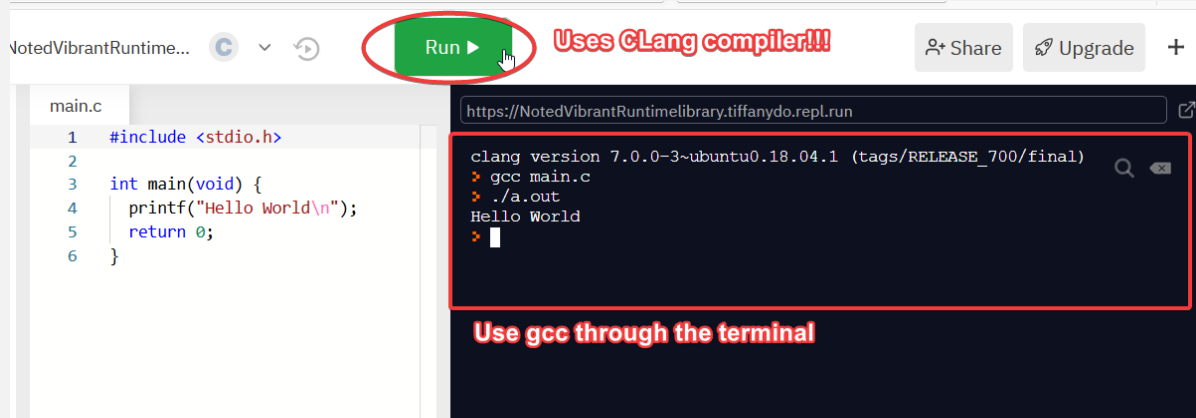 NotedVibrantRuntime... C Run Uses CLang compiler!!! Share Upgrade +
main.c
https://NotedVibrantRuntimelibrary.tiffanydo.repl.run
1 #include <stdio.h>
2
3 int main(void) {
4 printf("Hello World\n");
5 return 0;
6 }
clang version 7.0.0-3~ubuntu0.18.04.1 (tags/RELEASE_700/final)
> gcc main.c
> ./a.out
Hello World
>
Use gcc through the terminal